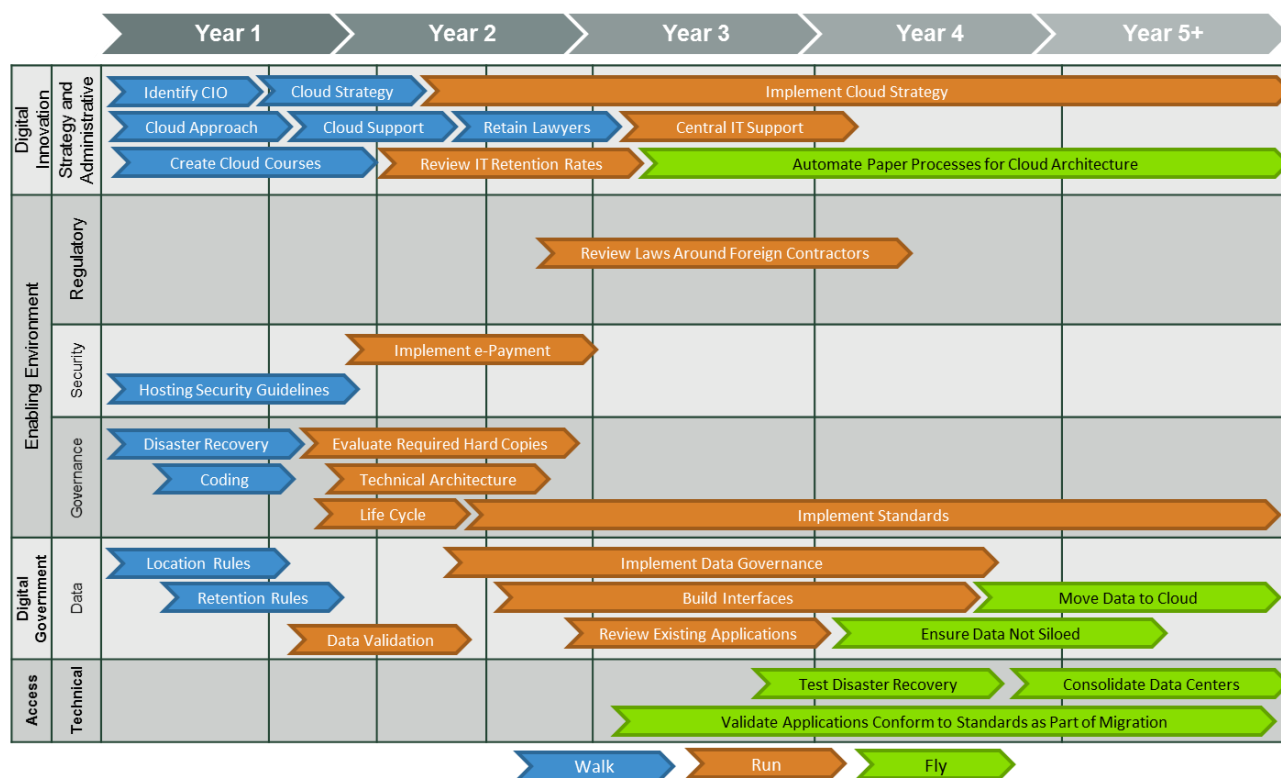 Year 1
Year 2
Year 3
Year 4
Year 5+
Digital
Innovation
Strategy and
Administrative
Identify CIO
Cloud Strategy
Implement Cloud Strategy
Cloud Approach
Cloud Support
Retain Lawyers
Central IT Support
Create Cloud Courses
Review IT Retention Rates
Automate Paper Processes for Cloud Architecture
Enabling Environment
Regulatory
Review Laws Around Foreign Contractors
Security
Implement e-Payment
Hosting Security Guidelines
Governance
Disaster Recovery
Evaluate Required Hard Copies
Coding
Technical Architecture
Life Cycle
Implement Standards
Digital
Government
Data
Location Rules
Implement Data Governance
Retention Rules
Build Interfaces
Move Data to Cloud
Data Validation
Review Existing Applications
Ensure Data Not Siloed
Access
Technical
Test Disaster Recovery
Consolidate Data Centers
Validate Applications Conform to Standards as Part of Migration
Walk
Run
Fly